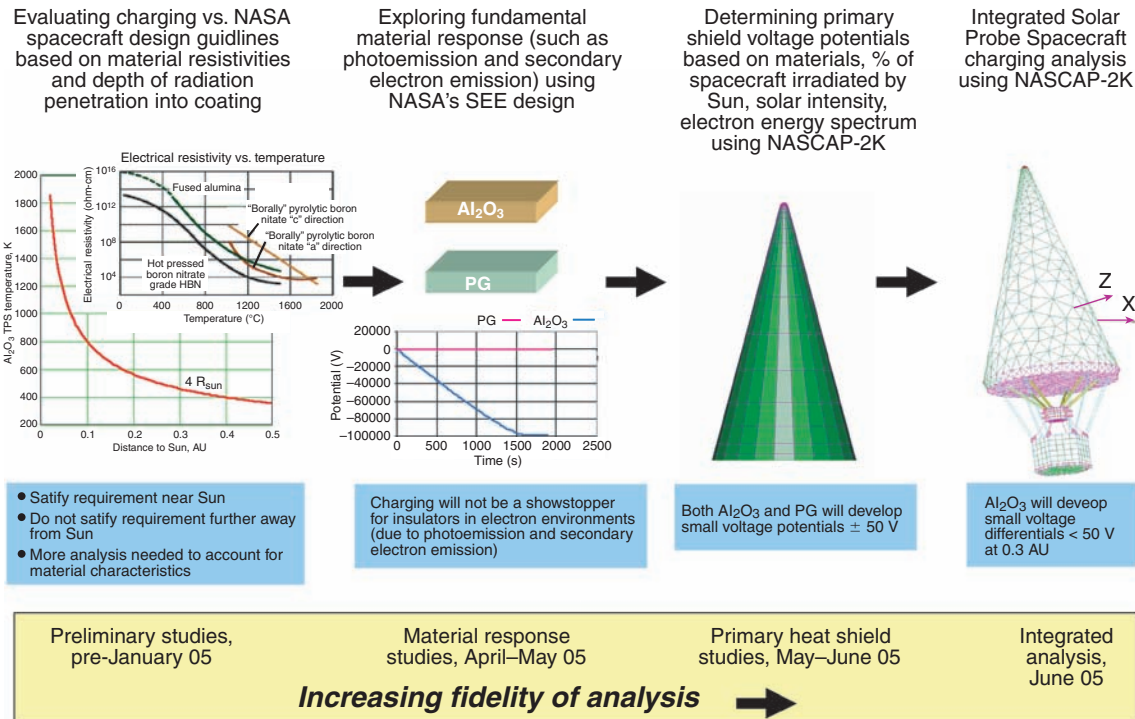 Evaluating charging vs. NASA
spacecraft design guidlines
based on material resistivities
and depth of radiation
penetration into coating
Exploring fundamental
material response (such as
photoemission and secondary
electron emission) using
NASA's SEE design
Determining primary
shield voltage potentials
based on materials, % of
spacecraft irradiated by
Sun, solar intensity,
electron energy spectrum
using NASCAP-2K
Integrated Solar
Probe Spacecraft
charging analysis
using NASCAP-2K
Electrical resistivity vs. temperature
Electrical resistivity (ohm-cm)
10^16
10^12
10^8
10^4
Fused alumina
"Borally" pyrolytic boron
nitate "c" direction
"Borally" pyrolytic boron
nitate "a" direction
Hot pressed
boron nitrate
grade HBN
0 400 800 1200 1600 2000
Temperature (°C)
Al₂O₃ TPS temperature, K
2000
1800
1600
1400
1200
1000
800
600
400
200
4 R_sun
0 0.1 0.2 0.3 0.4 0.5
Distance to Sun, AU
Al₂O₃
PG
PG Al₂O₃
Potential (V)
20000
0
−20000
−40000
−60000
−80000
−100000
0 500 1000 1500 2000 2500
Time (s)
Z
X
• Satify requirement near Sun
• Do not satify requirement further away
from Sun
• More analysis needed to account for
material characteristics
Charging will not be a showstopper
for insulators in electron environments
(due to photoemission and secondary
electron emission)
Both Al₂O₃ and PG will develop
small voltage potentials ± 50 V
Al₂O₃ will deveop
small voltage
differentials < 50 V
at 0.3 AU
Preliminary studies,
pre-January 05
Material response
studies, April–May 05
Primary heat shield
studies, May–June 05
Integrated
analysis,
June 05
Increasing fidelity of analysis